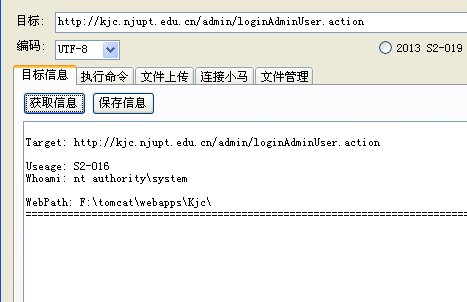 目标: http://kjc.njupt.edu.cn/admin/loginAdminUser.action
编码: UTF-8 2013 S2-019
目标信息 执行命令 文件上传 连接小马 文件管理
获取信息 保存信息
Target: http://kjc.njupt.edu.cn/admin/loginAdminUser.action
Useage: S2-016
Whoami: nt authority\system
WebPath: F:\tomcat\webapps\Kjc\
==========================================================================